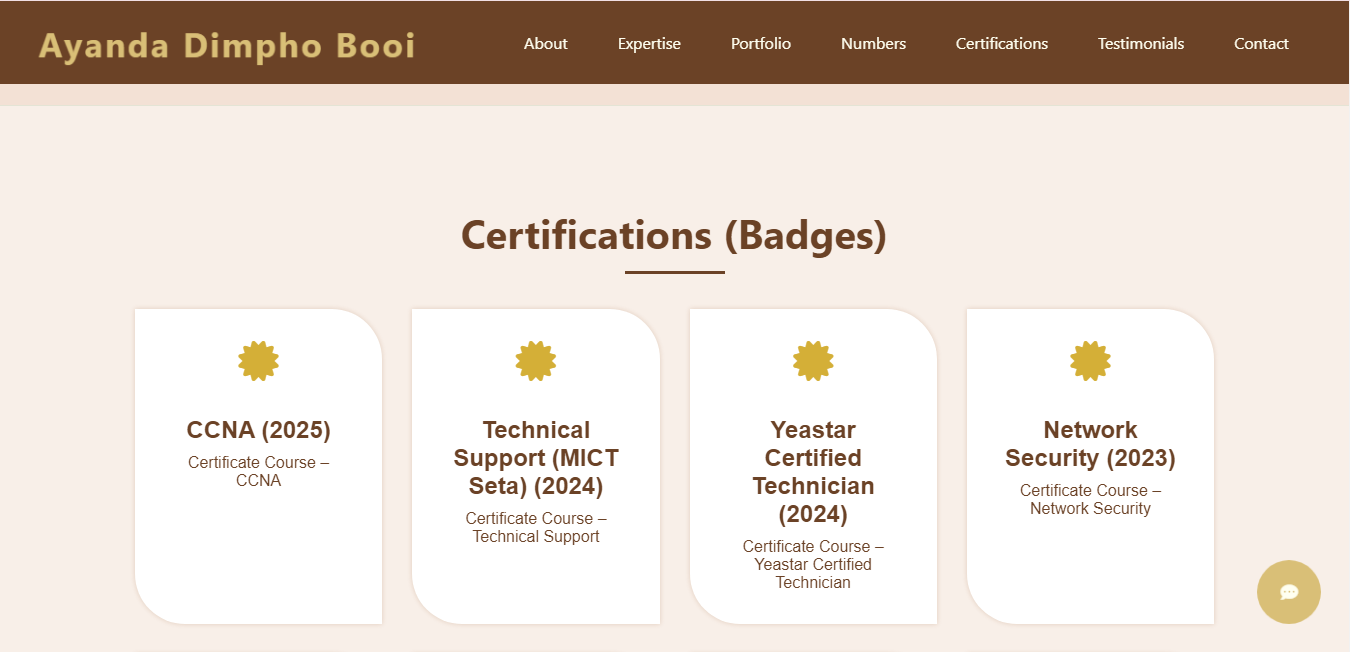 Ayanda Dimpho Booi
About Expertise Portfolio Numbers Certifications Testimonials Contact
Certifications (Badges)
CCNA (2025)
Certificate Course –
CCNA
Technical
Support (MICT
Seta) (2024)
Certificate Course –
Technical Support
Yeastar
Certified
Technician
(2024)
Certificate Course –
Yeastar Certified
Technician
Network
Security (2023)
Certificate Course –
Network Security